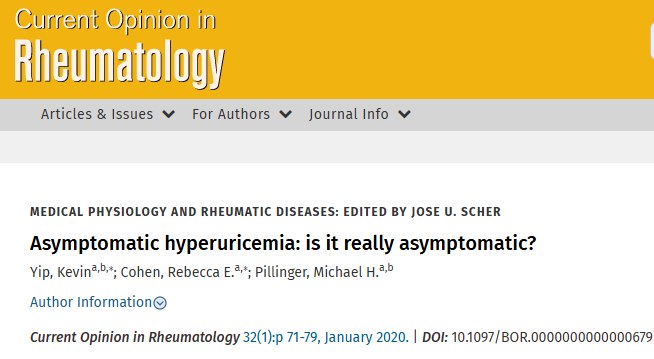 Current Opinion in
Rheumatology
Articles & Issues For Authors Journal Info
MEDICAL PHYSIOLOGY AND RHEUMATIC DISEASES: EDITED BY JOSE U. SCHER
Asymptomatic hyperuricemia: is it really asymptomatic?
Yip, Kevina,b,*; Cohen, Rebecca E.a,*; Pillinger, Michael H.a,b
Author Information
Current Opinion in Rheumatology 32(1):p 71-79, January 2020. | DOI: 10.1097/BOR.0000000000000679